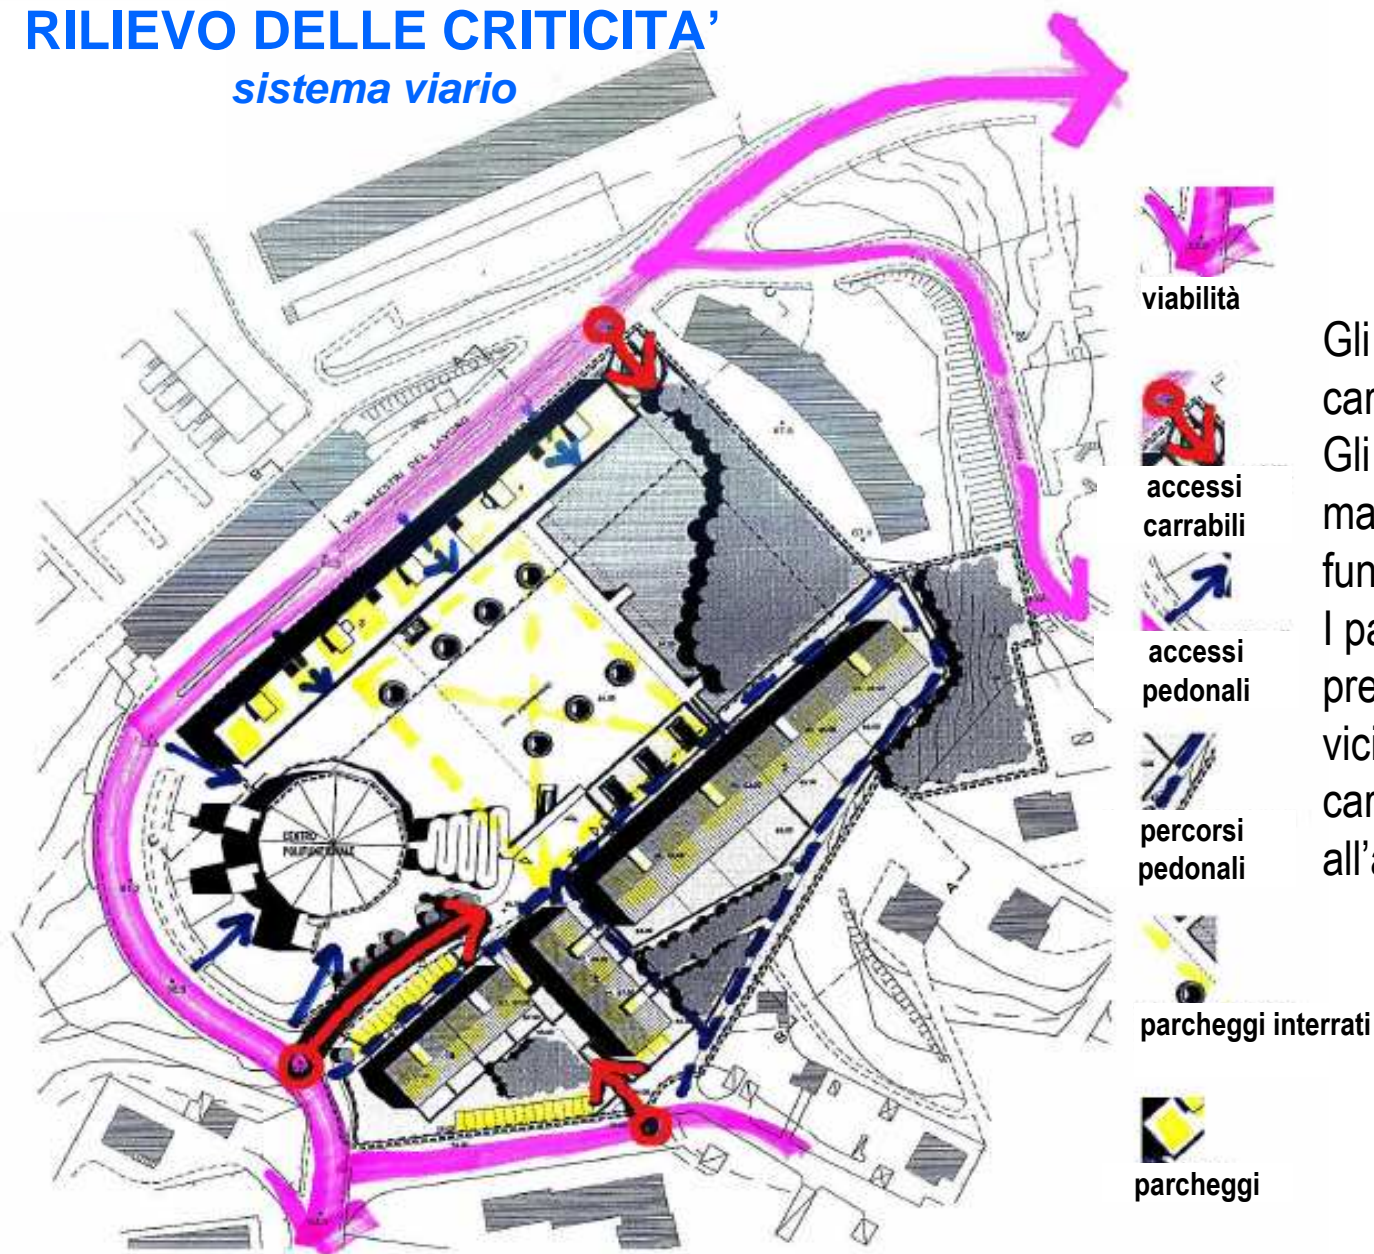 RILIEVO DELLE CRITICITA’
sistema viario
viabilità
accessi
carrabili
accessi
pedonali
percorsi
pedonali
parcheggi interrati
parcheggi
Gli
car
Gli
ma
fun
I pa
pre
vici
car
all’a
VIA MAESTRI DEL LAVORO
CENTRO
POLIFUNZIONALE